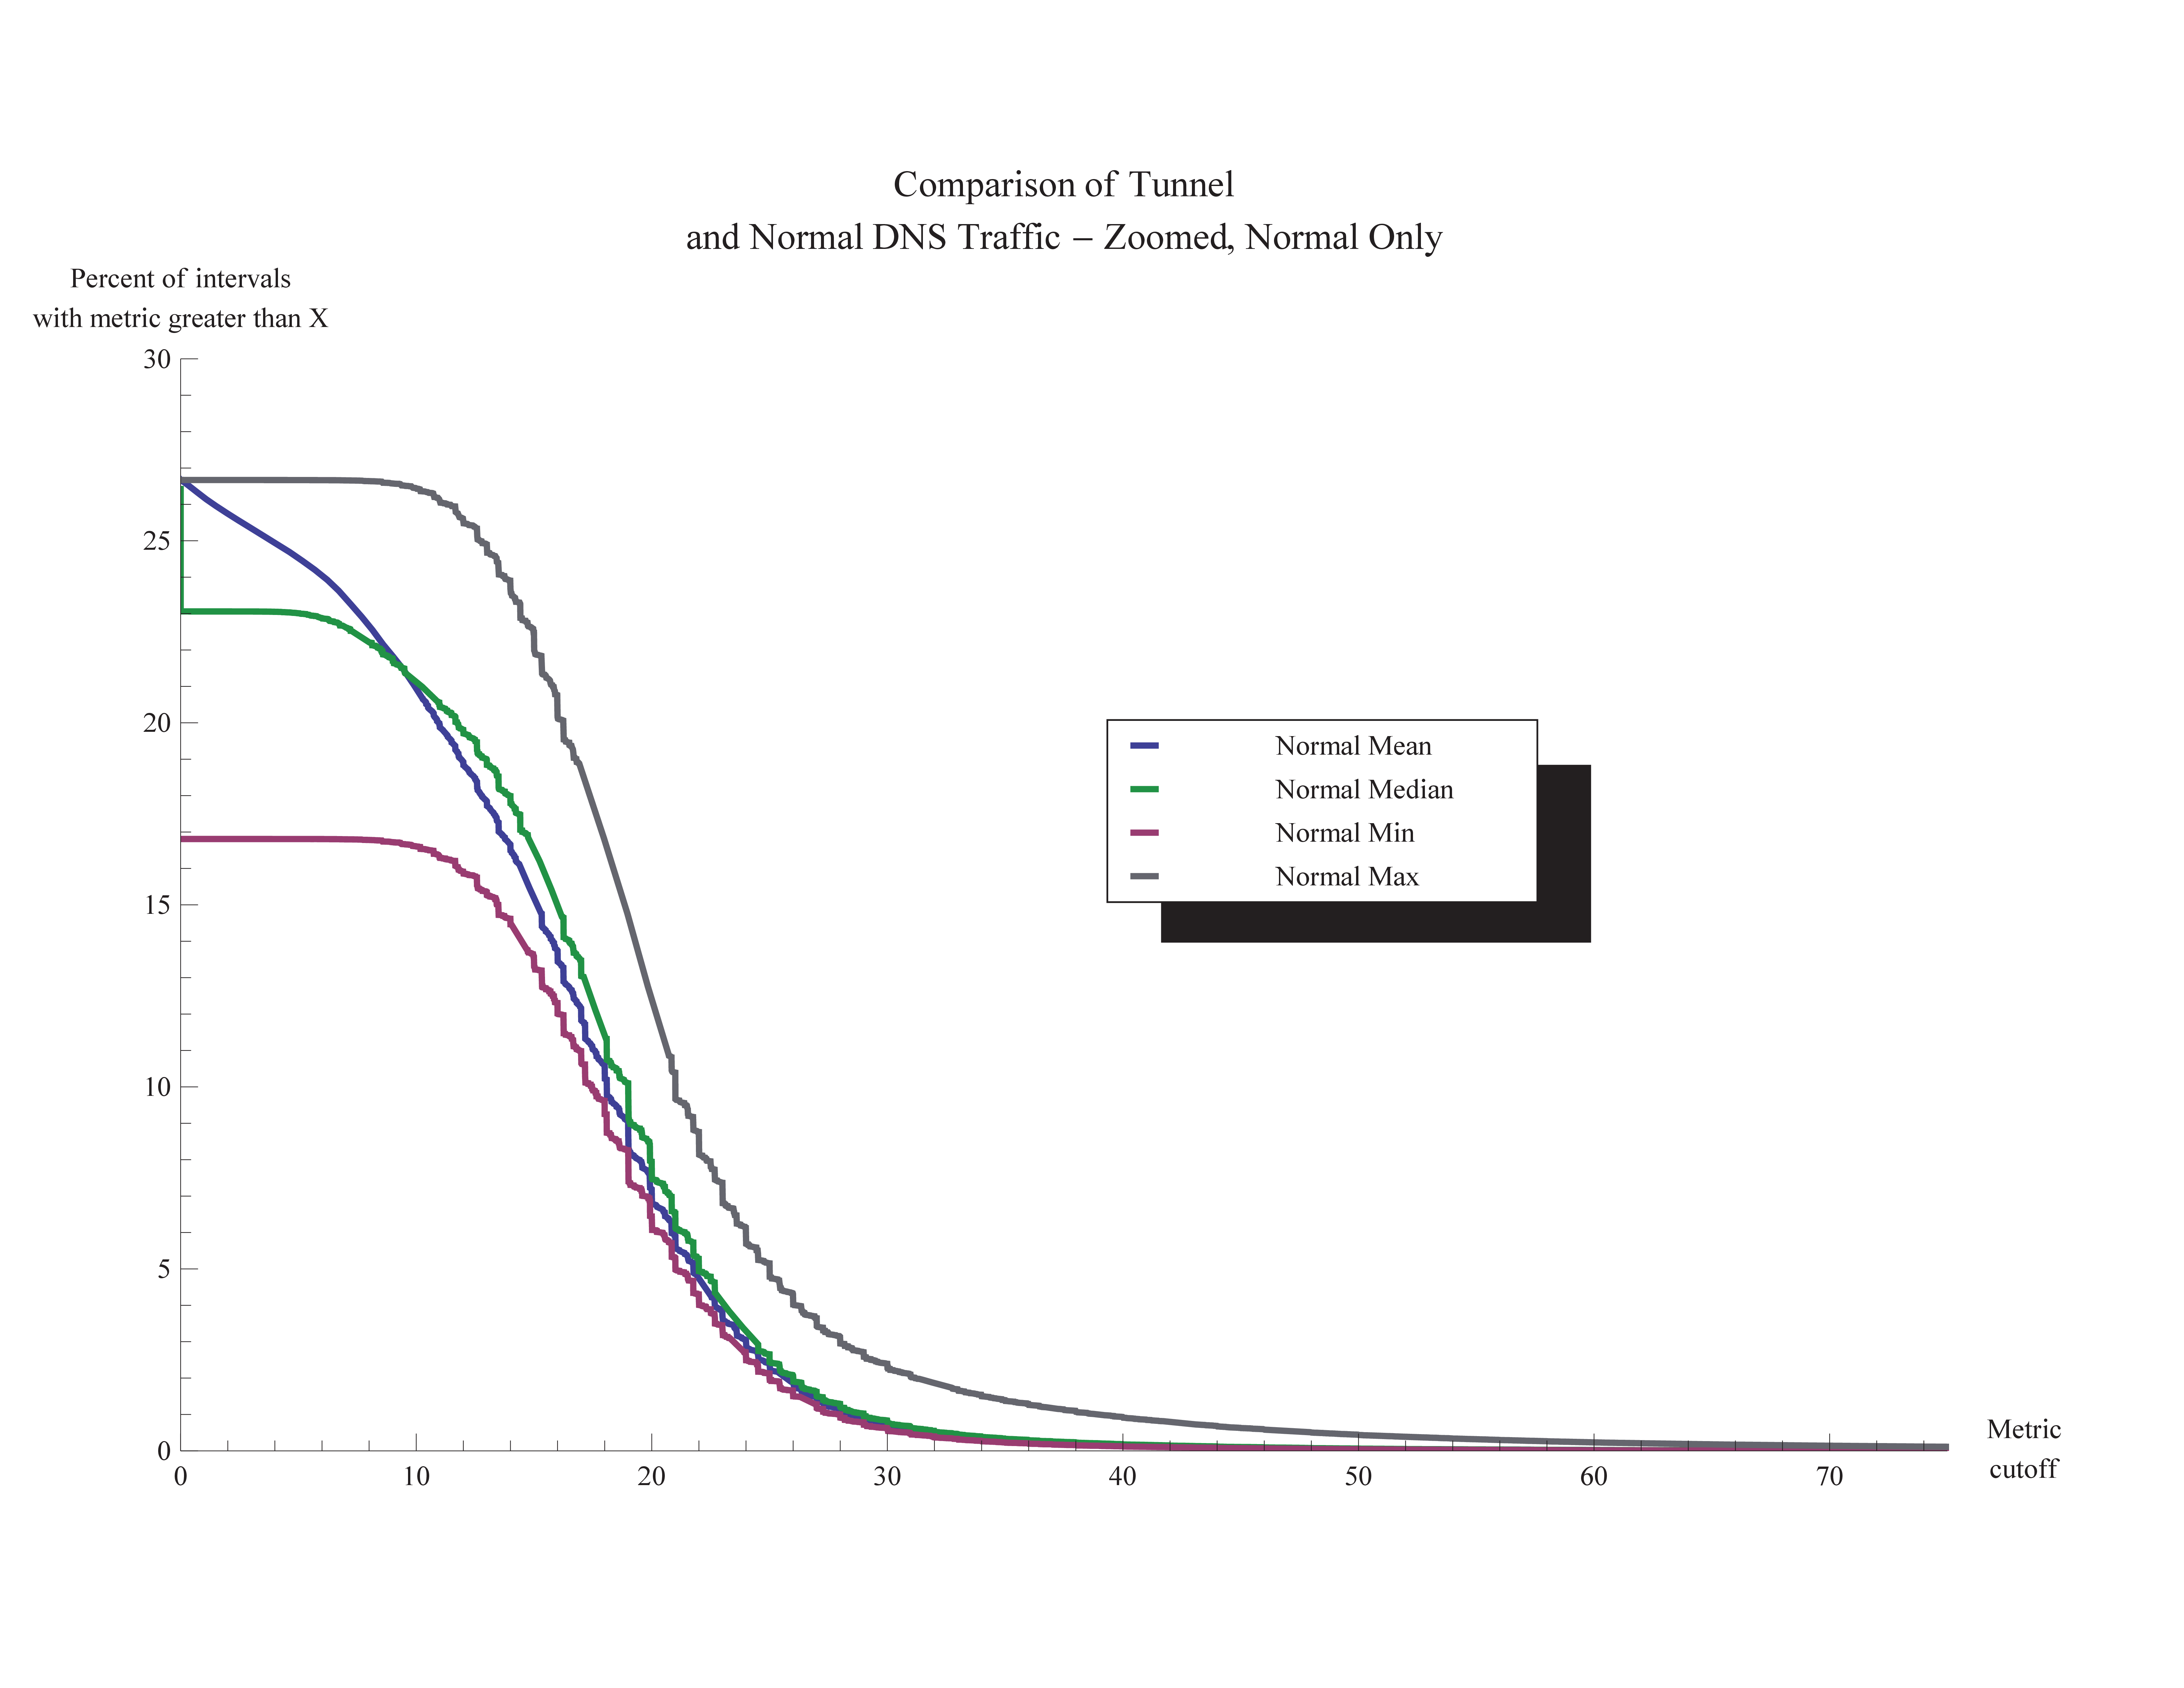 Comparison of Tunnel
and Normal DNS Traffic – Zoomed, Normal Only
Percent of intervals
with metric greater than X
30
25
20
15
10
5
0
Normal Mean
Normal Median
Normal Min
Normal Max
0 10 20 30 40 50 60 70
Metric
cutoff